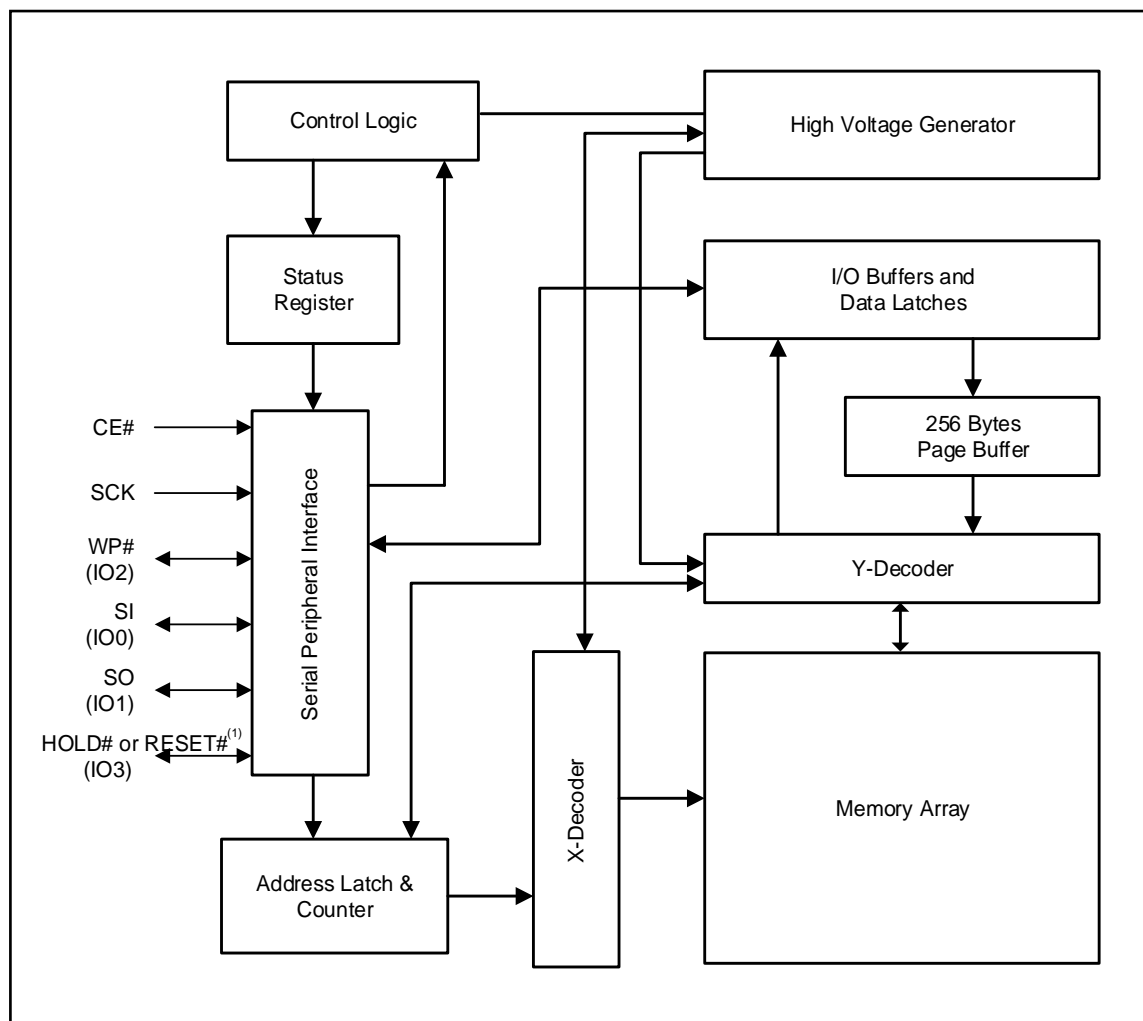 Control Logic
High Voltage Generator
Status
Register
I/O Buffers and
Data Latches
256 Bytes
Page Buffer
CE#
SCK
WP#
(IO2)
SI
(IO0)
SO
(IO1)
HOLD# or RESET#(1)
(IO3)
Serial Peripheral Interface
Y-Decoder
X-Decoder
Memory Array
Address Latch &
Counter